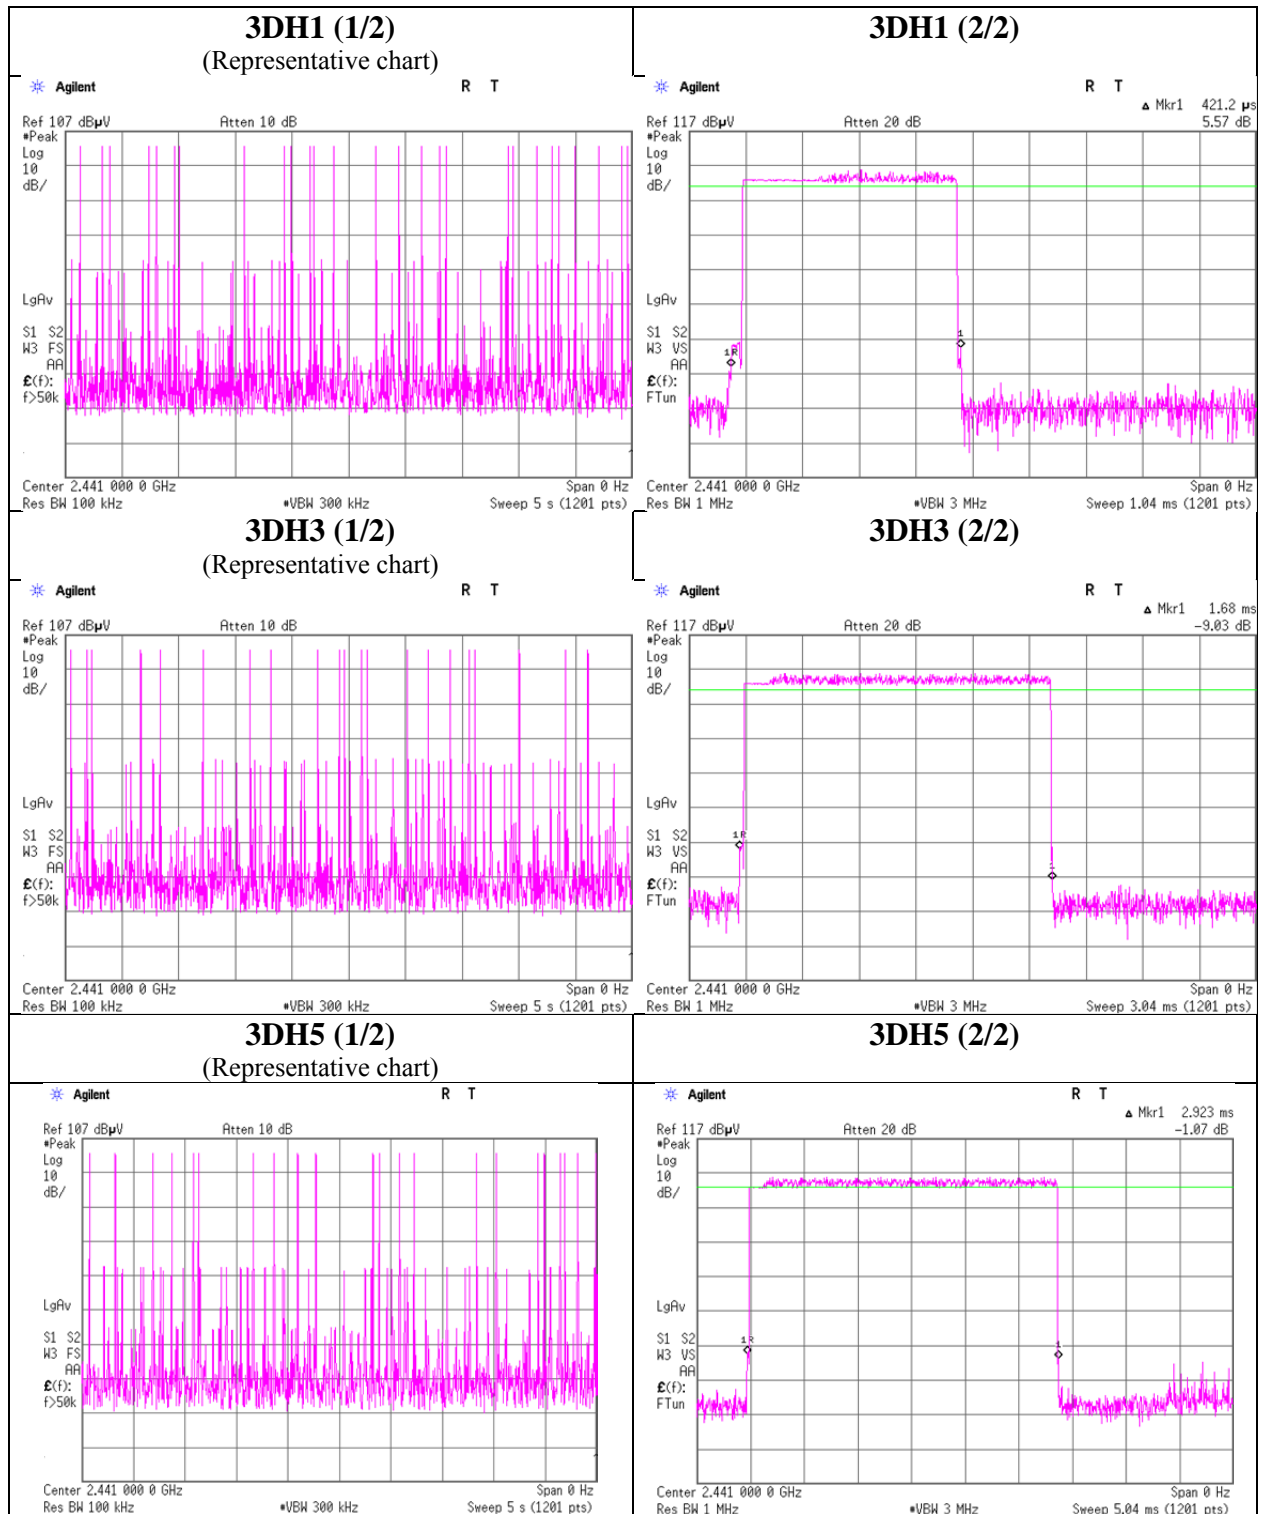 3DH1 (1/2)
(Representative chart)
3DH1 (2/2)
Agilent
R T
Ref 107 dBµV
Atten 10 dB
#Peak
Log
10
dB/
LgAv
S1 S2
W3 FS
AA
£(f):
f>50k
Center 2.441 000 0 GHz
Span 0 Hz
Res BW 100 kHz
#VBW 300 kHz
Sweep 5 s (1201 pts)
Agilent
R T
Δ Mkr1 421.2 µs
Ref 117 dBµV
Atten 20 dB
5.57 dB
#Peak
Log
10
dB/
1R
1
LgAv
S1 S2
W3 VS
AA
£(f):
FTun
Center 2.441 000 0 GHz
Span 0 Hz
Res BW 1 MHz
#VBW 3 MHz
Sweep 1.04 ms (1201 pts)
3DH3 (1/2)
(Representative chart)
3DH3 (2/2)
Agilent
R T
Ref 107 dBµV
Atten 10 dB
#Peak
Log
10
dB/
LgAv
S1 S2
W3 FS
AA
£(f):
f>50k
Center 2.441 000 0 GHz
Span 0 Hz
Res BW 100 kHz
#VBW 300 kHz
Sweep 5 s (1201 pts)
Agilent
R T
Δ Mkr1 1.68 ms
Ref 117 dBµV
Atten 20 dB
-9.03 dB
#Peak
Log
10
dB/
1R
1
LgAv
S1 S2
W3 VS
AA
£(f):
FTun
Center 2.441 000 0 GHz
Span 0 Hz
Res BW 1 MHz
#VBW 3 MHz
Sweep 3.04 ms (1201 pts)
3DH5 (1/2)
(Representative chart)
3DH5 (2/2)
Agilent
R T
Ref 107 dBµV
Atten 10 dB
#Peak
Log
10
dB/
LgAv
S1 S2
W3 FS
AA
£(f):
f>50k
Center 2.441 000 0 GHz
Span 0 Hz
Res BW 100 kHz
#VBW 300 kHz
Sweep 5 s (1201 pts)
Agilent
R T
Δ Mkr1 2.923 ms
Ref 117 dBµV
Atten 20 dB
-1.07 dB
#Peak
Log
10
dB/
1R
1
LgAv
S1 S2
W3 VS
AA
£(f):
FTun
Center 2.441 000 0 GHz
Span 0 Hz
Res BW 1 MHz
#VBW 3 MHz
Sweep 5.04 ms (1201 pts)